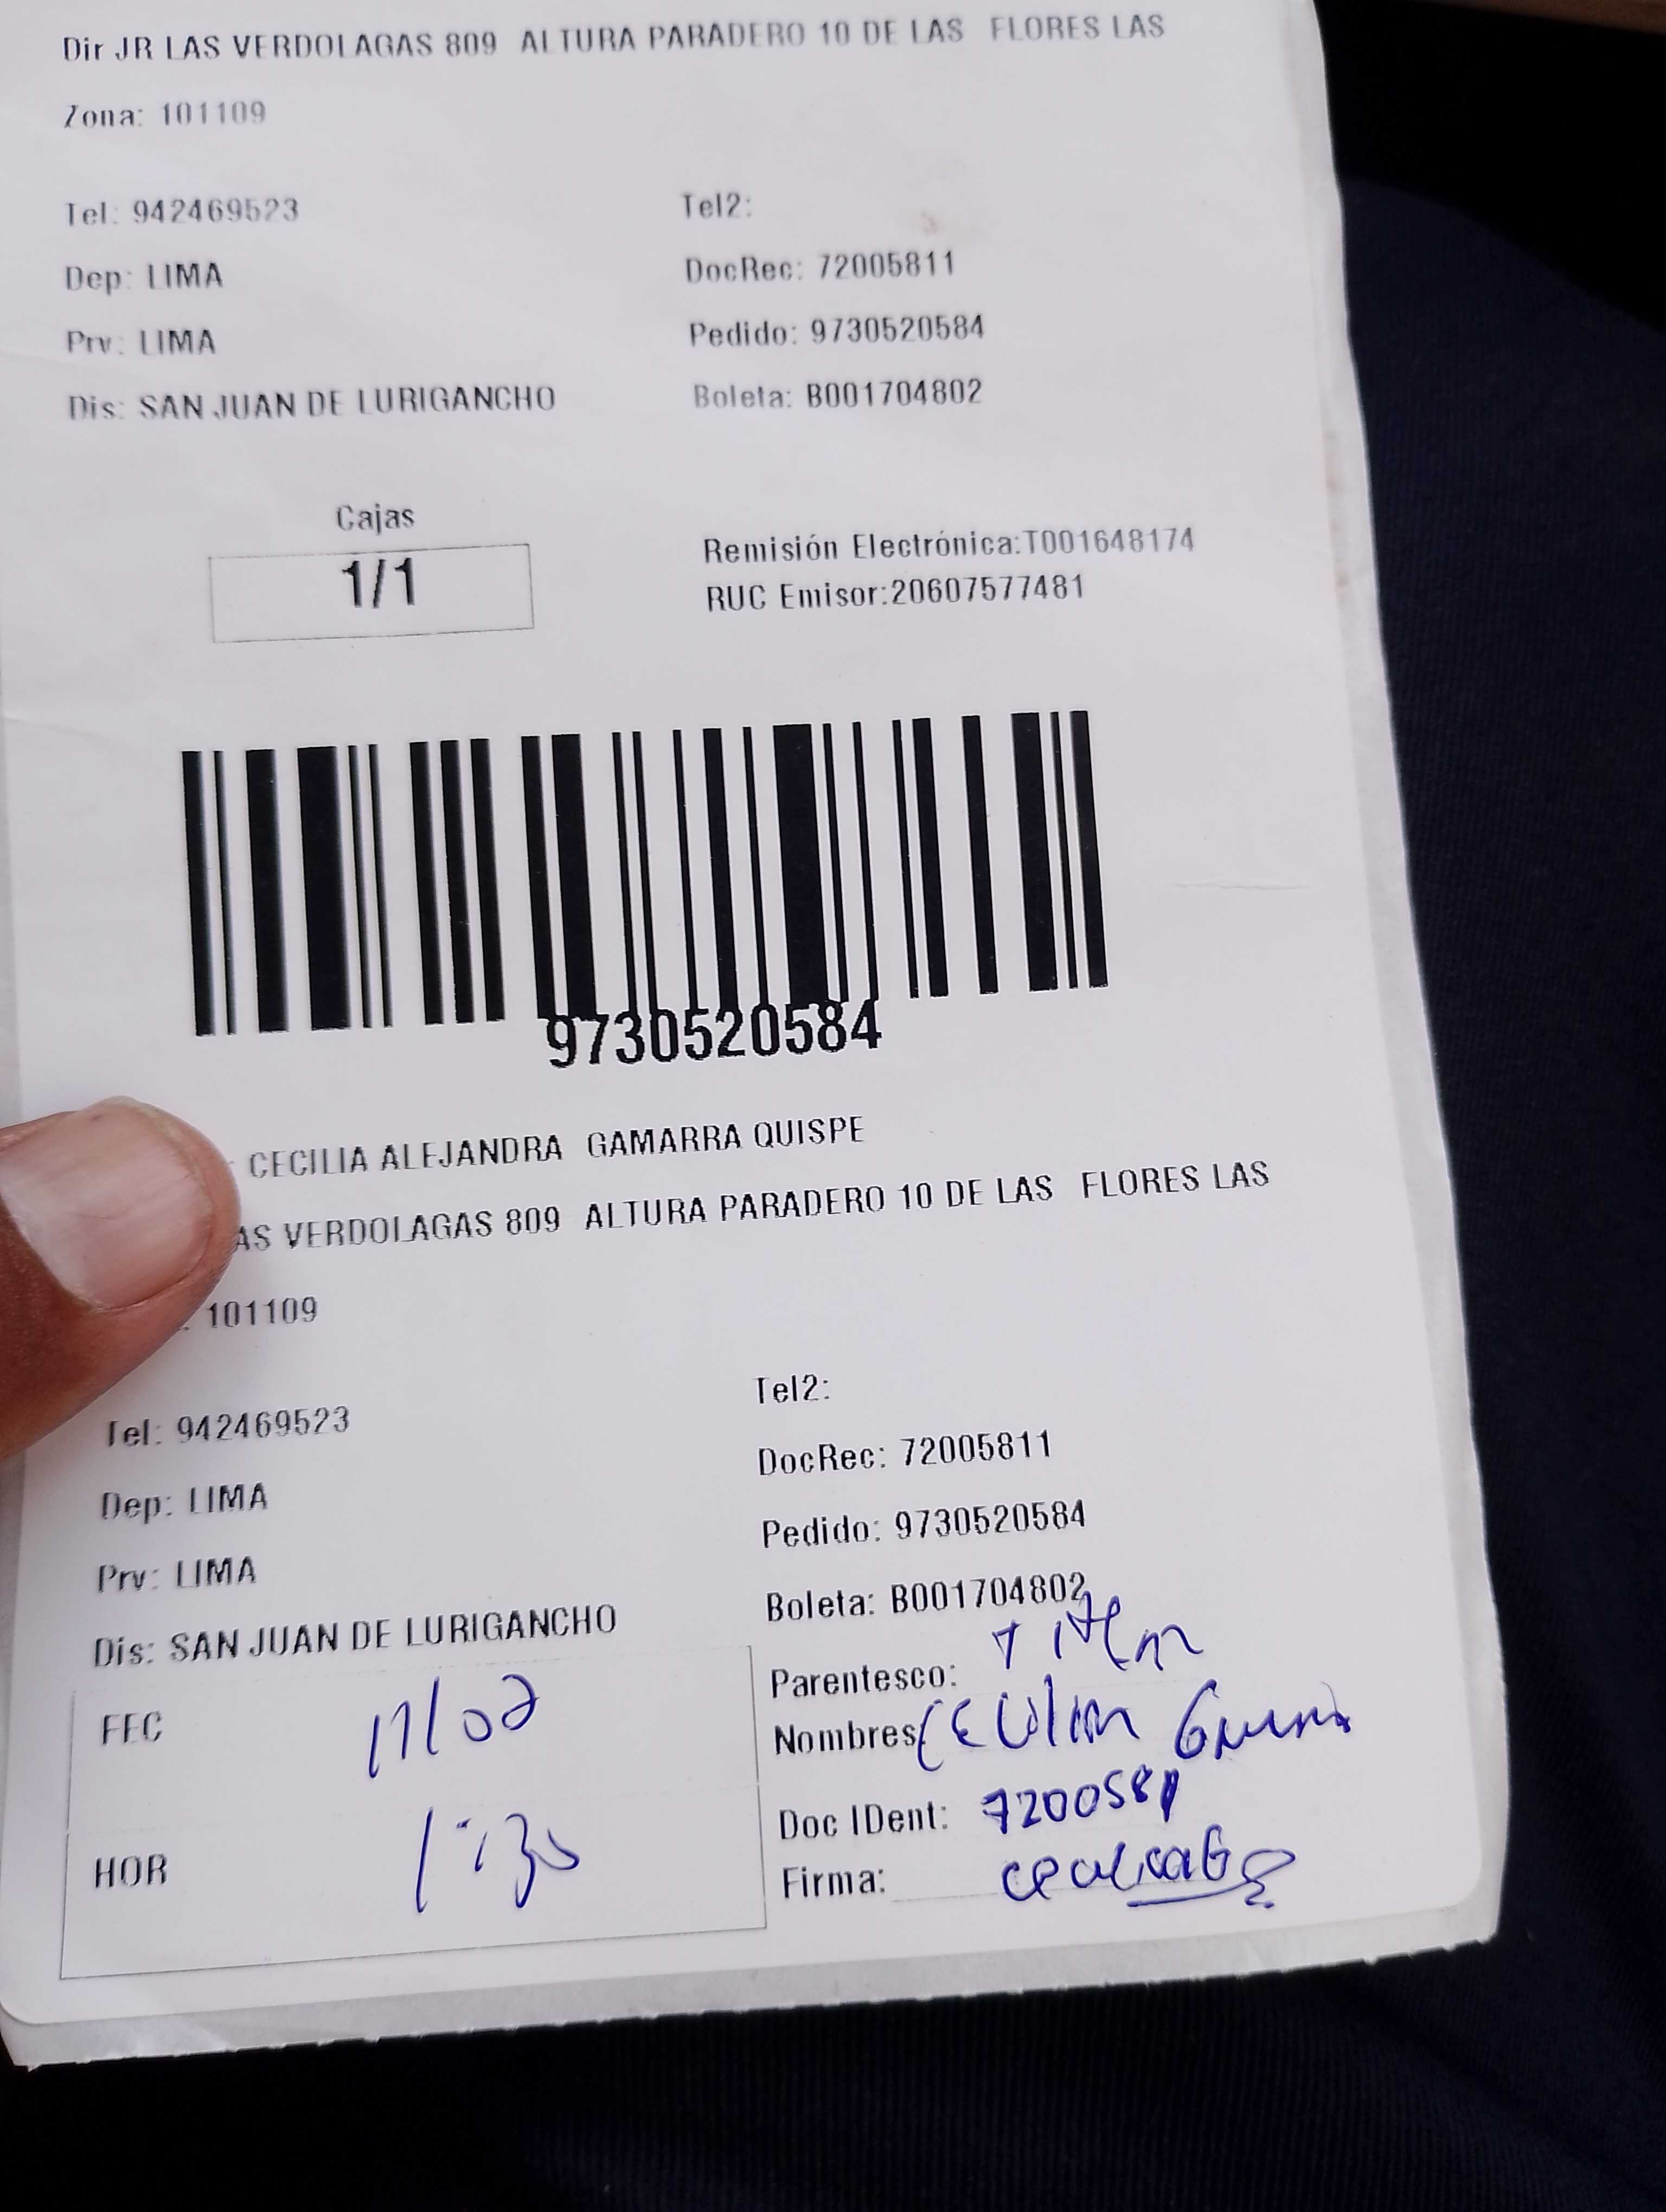 Dir JR LAS VERDOLAGAS 809 ALTURA PARADERO 10 DE LAS FLORES LAS
Zona: 101109
Tel: 942469523 Tel2:
Dep: LIMA DocRec: 72005811
Prv: LIMA Pedido: 9730520584
Dis: SAN JUAN DE LURIGANCHO Boleta: B001704802
Cajas
1/1
Remisión Electrónica:T001648174
RUC Emisor:20607577481
9730520584
CECILIA ALEJANDRA GAMARRA QUISPE
AS VERDOLAGAS 809 ALTURA PARADERO 10 DE LAS FLORES LAS
101109
Tel: 942469523 Tel2:
Dep: LIMA DocRec: 72005811
Prv: LIMA Pedido: 9730520584
Dis: SAN JUAN DE LURIGANCHO Boleta: B001704802
Parentesco:
FEC Nombres
Doc IDent: 7200581
HOR 1:30 Firma: